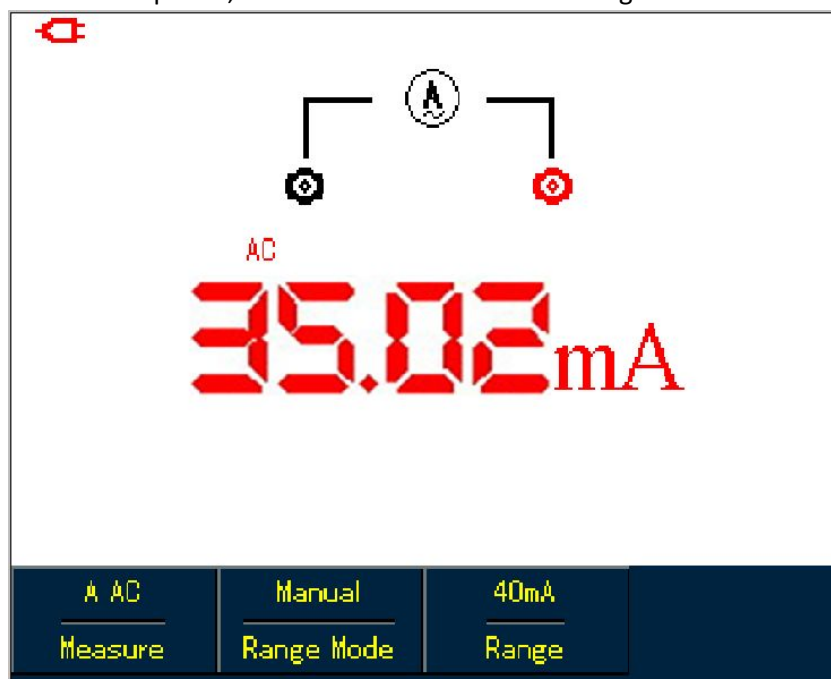 A
AC
35.02mA
A AC
Manual
40mA
Measure
Range Mode
Range